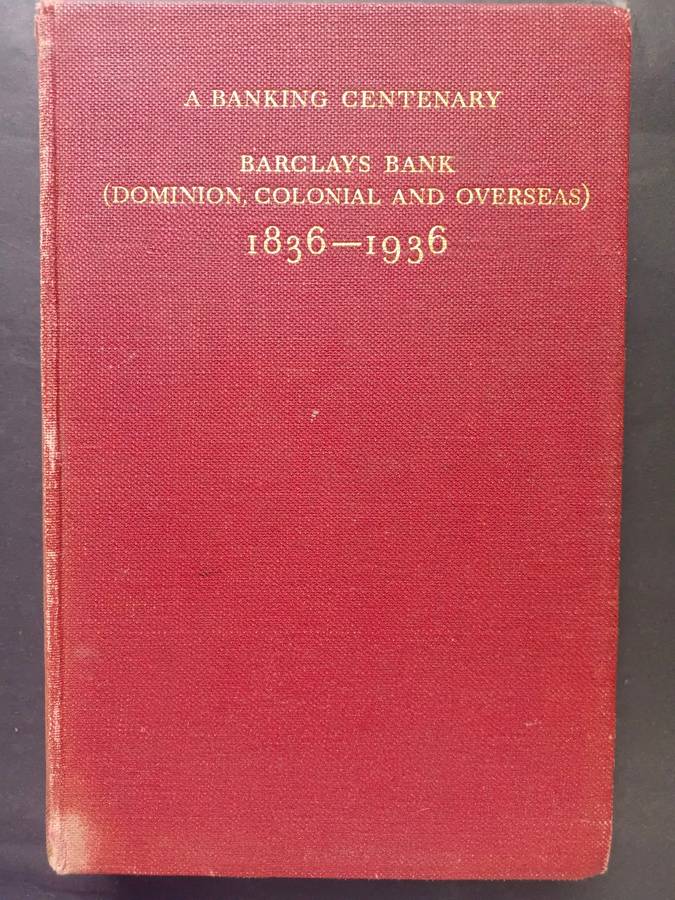 A BANKING CENTENARY
BARCLAYS BANK
(DOMINION, COLONIAL AND OVERSEAS)
1836—1936